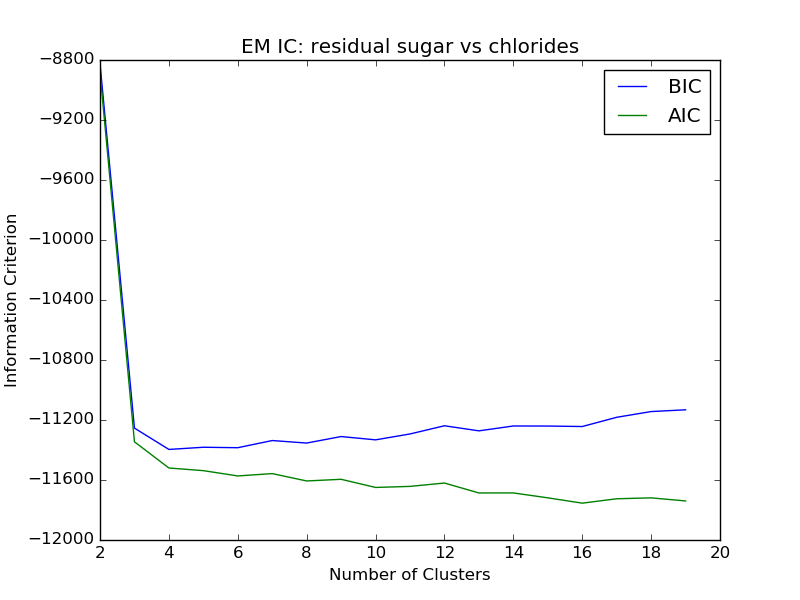 EM IC: residual sugar vs chlorides
−8800
−9200
−9600
−10000
−10400
−10800
−11200
−11600
−12000
Information Criterion
BIC
AIC
2 4 6 8 10 12 14 16 18 20
Number of Clusters